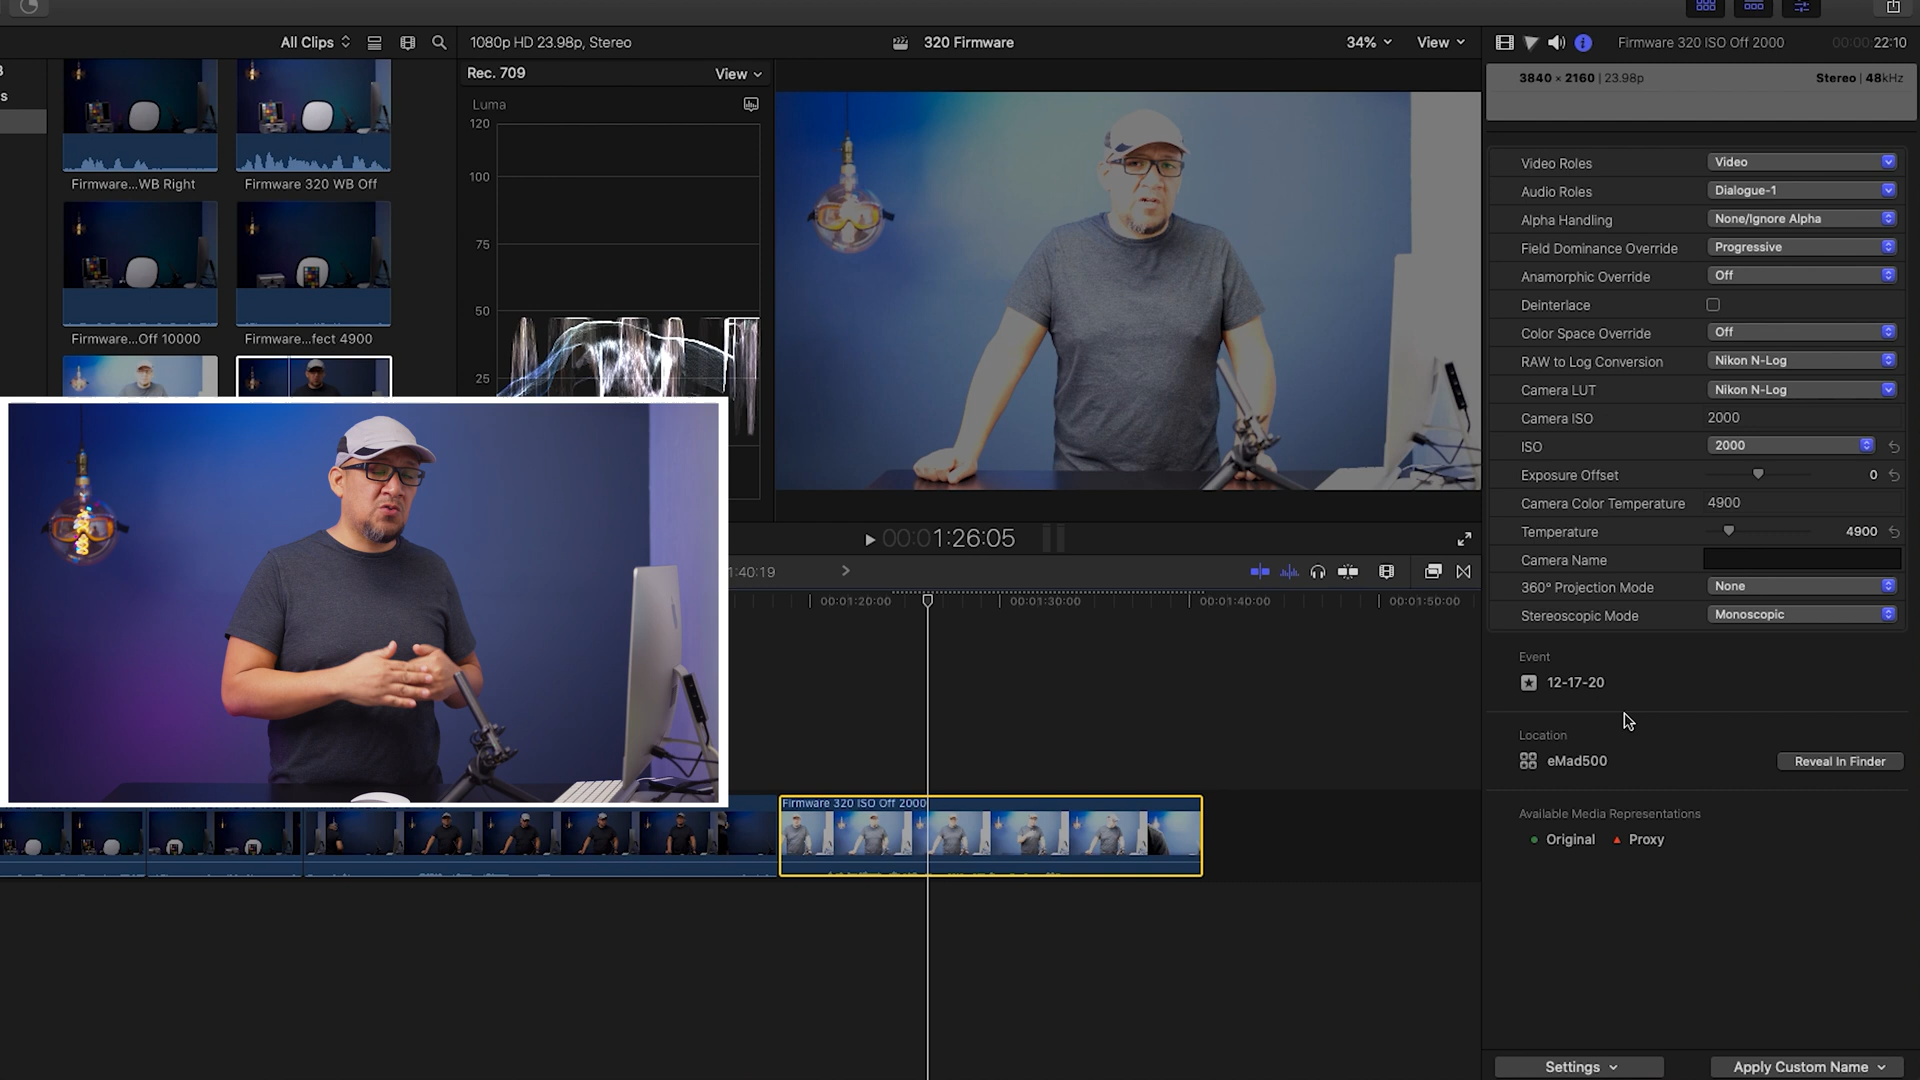 All Clips
1080p HD 23.98p, Stereo
320 Firmware
34%
View
Firmware 320 ISO Off 2000
00:00:22:10
Rec. 709
View
3840 × 2160 | 23.98p
Stereo | 48kHz
s
Luma
120
100
75
50
25
Firmware...WB Right
Firmware 320 WB Off
Firmware...Off 10000
Firmware...fect 4900
Video Roles
Video
Audio Roles
Dialogue-1
Alpha Handling
None/Ignore Alpha
Field Dominance Override
Progressive
Anamorphic Override
Off
Deinterlace
Color Space Override
Off
RAW to Log Conversion
Nikon N-Log
Camera LUT
Nikon N-Log
Camera ISO
2000
ISO
2000
Exposure Offset
0
Camera Color Temperature
4900
Temperature
4900
Camera Name
360° Projection Mode
None
Stereoscopic Mode
Monoscopic
00:01:26:05
1:40:19
00:01:20:00
00:01:30:00
00:01:40:00
00:01:50:00
Event
12-17-20
Location
eMad500
Reveal In Finder
Available Media Representations
Original
Proxy
Firmware 320 ISO Off 2000
Settings
Apply Custom Name